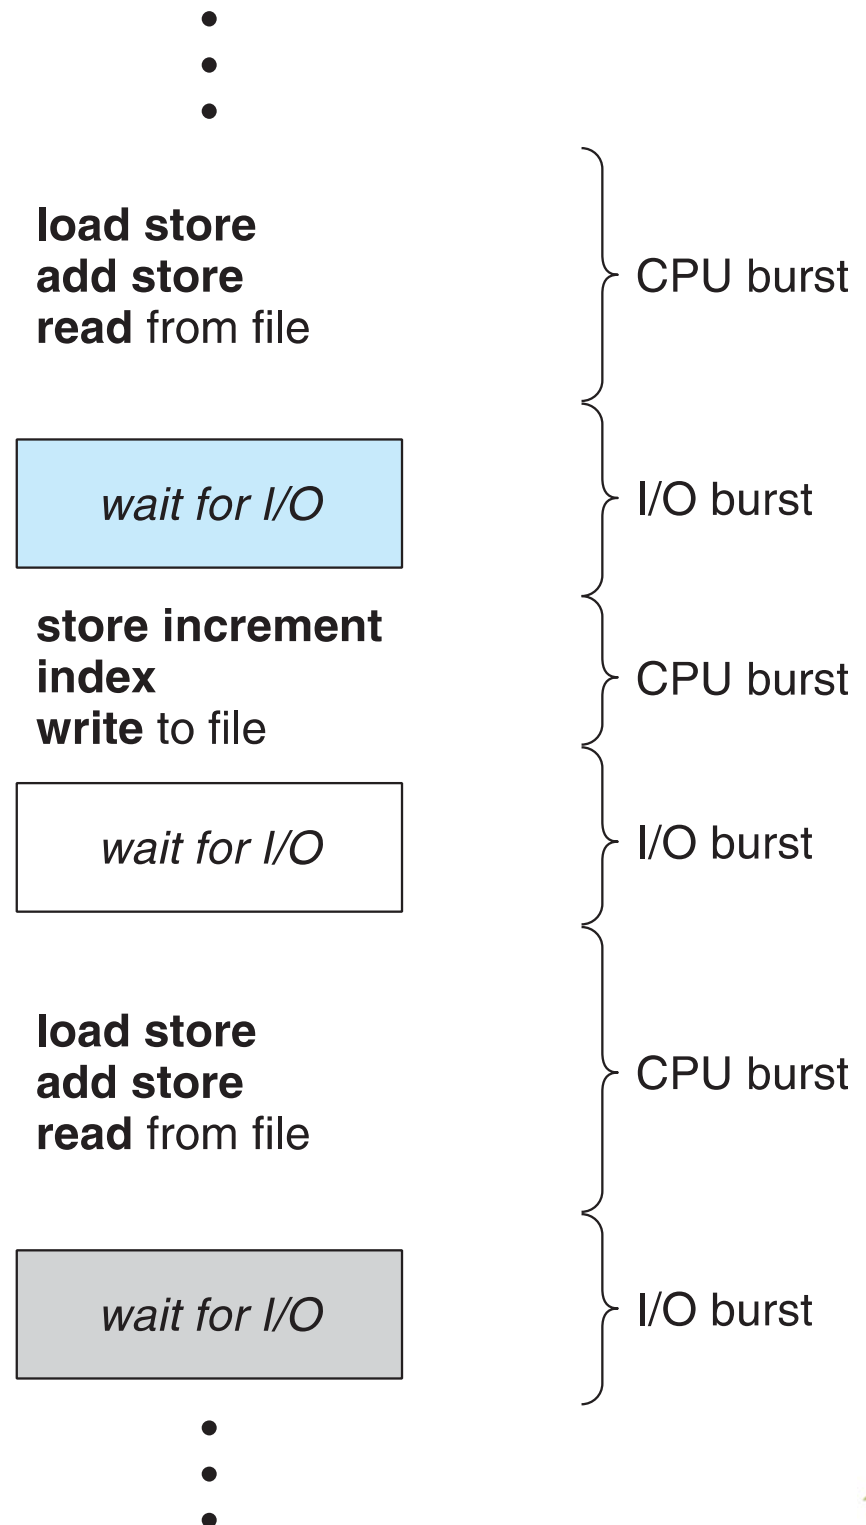 load store
add store
read from file
CPU burst
wait for I/O
I/O burst
store increment
index
write to file
CPU burst
wait for I/O
I/O burst
load store
add store
read from file
CPU burst
wait for I/O
I/O burst